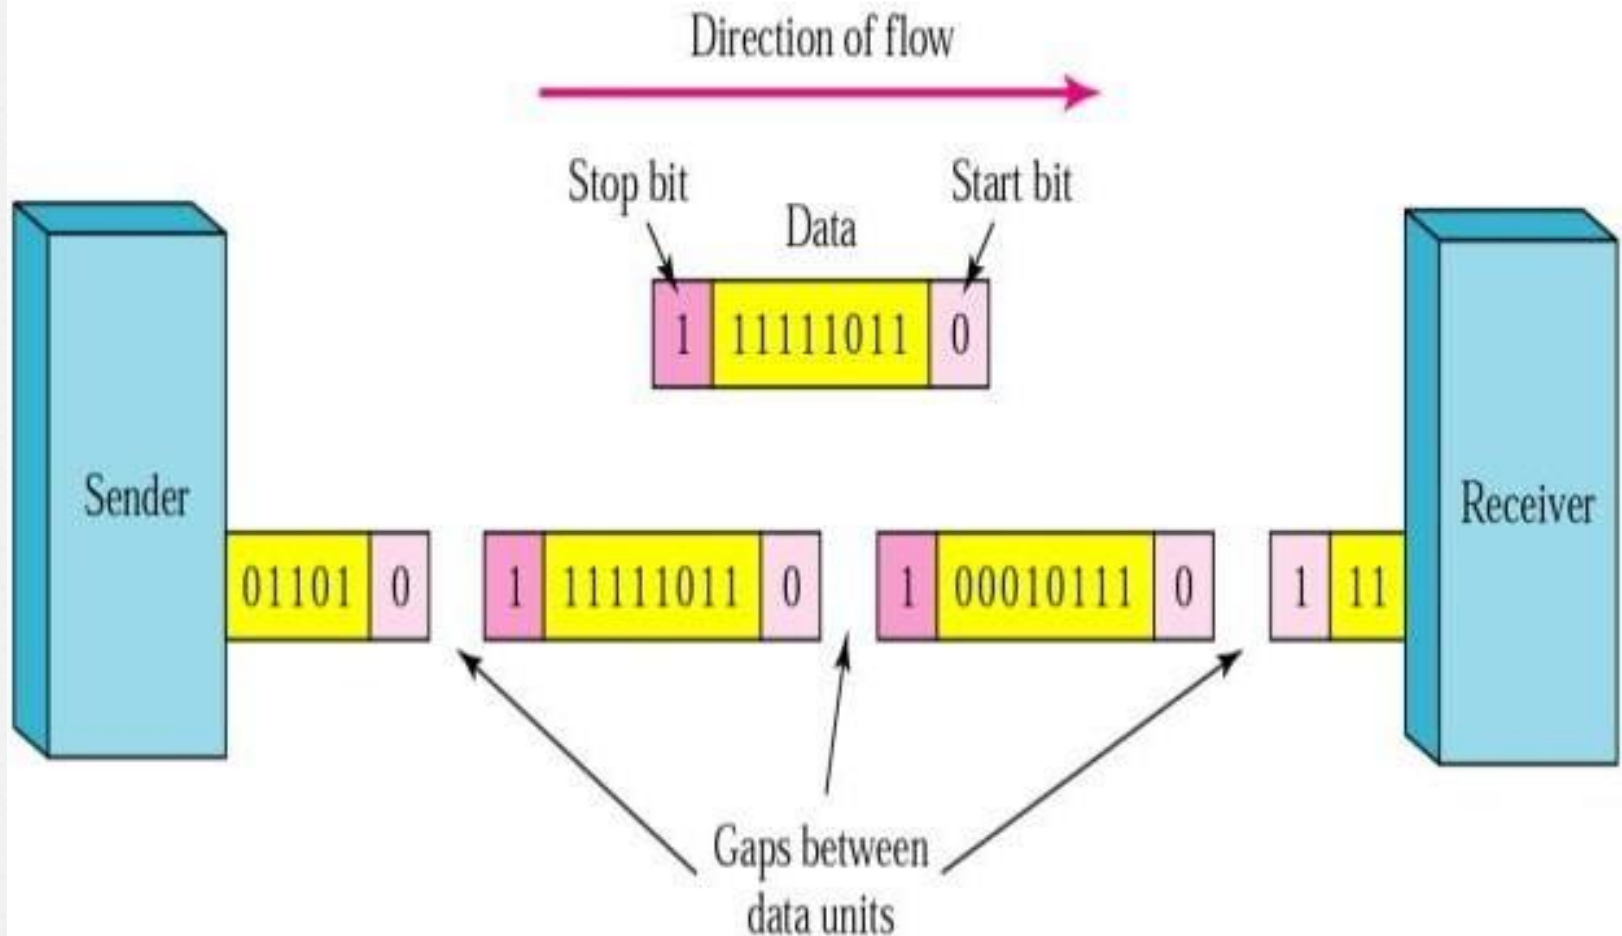 Direction of flow
Stop bit
Start bit
Data
1 11111011 0
Sender
Receiver
01101 0 1 11111011 0 1 00010111 0 1 11
Gaps between
data units